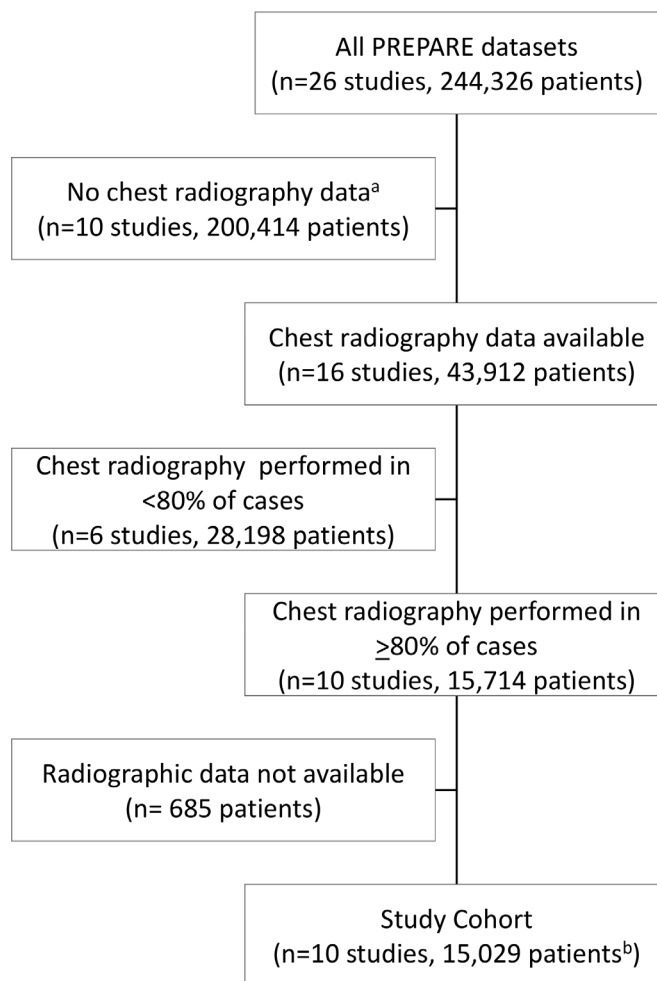 All PREPARE datasets
(n=26 studies, 244,326 patients)
No chest radiography dataᵃ
(n=10 studies, 200,414 patients)
Chest radiography data available
(n=16 studies, 43,912 patients)
Chest radiography  performed in
<80% of cases
(n=6 studies, 28,198 patients)
Chest radiography performed in
≥80% of cases
(n=10 studies, 15,714 patients)
Radiographic data not available
(n= 685 patients)
Study Cohort
(n=10 studies, 15,029 patientsᵇ)